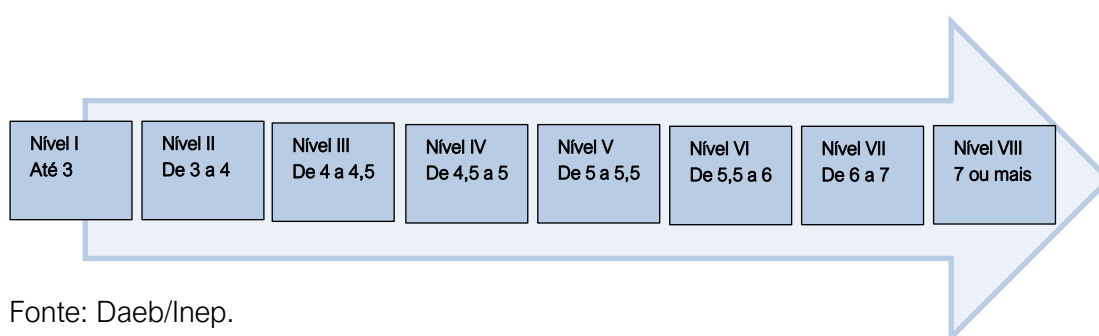 Nível I
Até 3
Nível II
De 3 a 4
Nível III
De 4 a 4,5
Nível IV
De 4,5 a 5
Nível V
De 5 a 5,5
Nível VI
De 5,5 a 6
Nível VII
De 6 a 7
Nível VIII
7 ou mais
Fonte: Daeb/Inep.